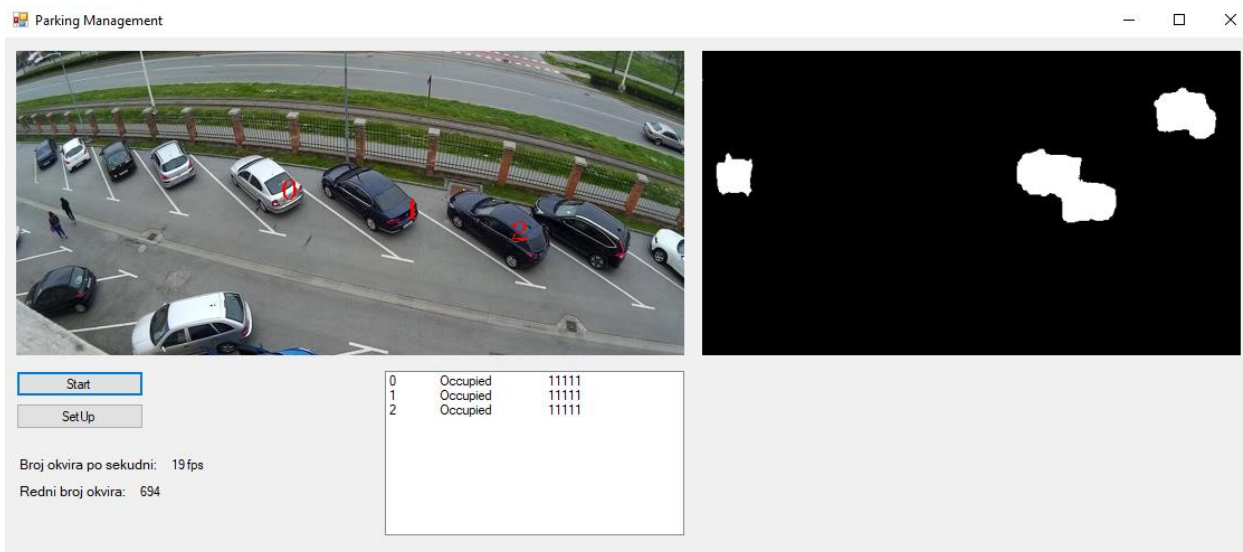 Parking Management
0
1
2
Start
SetUp
0 Occupied 11111
1 Occupied 11111
2 Occupied 11111
Broj okvira po sekudni: 19 fps
Redni broj okvira: 694